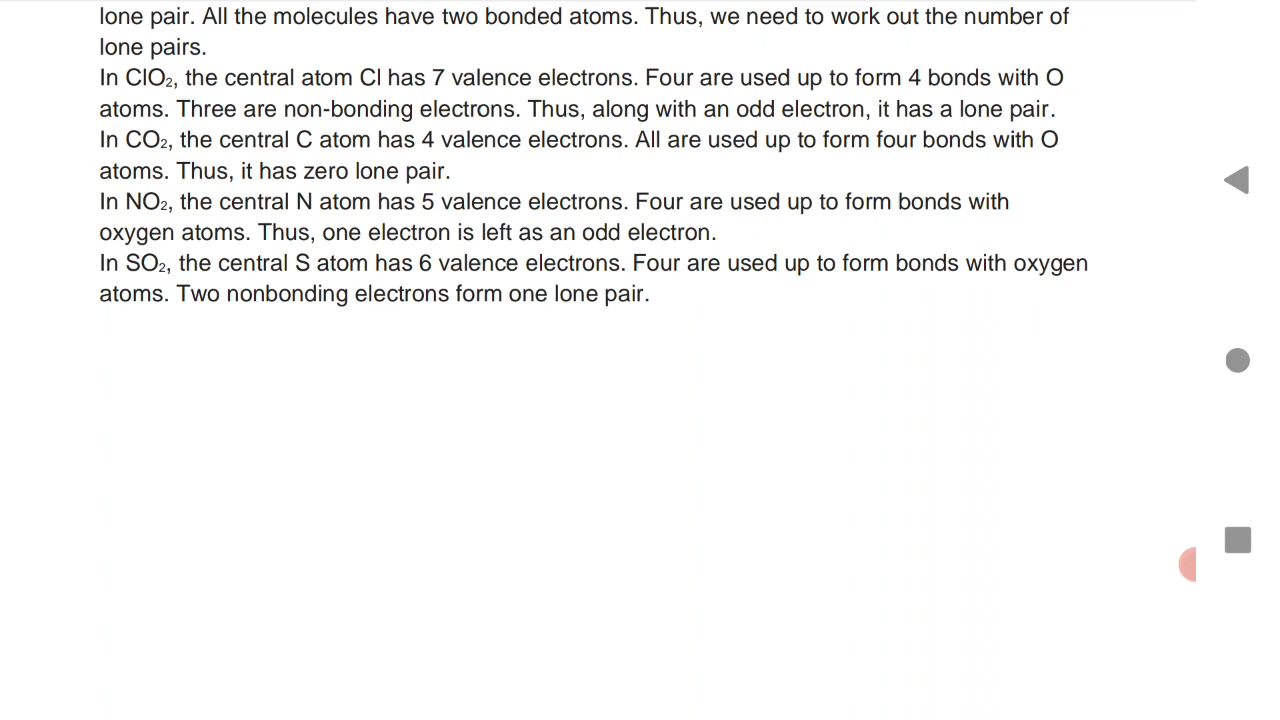 lone pair. All the molecules have two bonded atoms. Thus, we need to work out the number of
lone pairs.
In ClO₂, the central atom Cl has 7 valence electrons. Four are used up to form 4 bonds with O
atoms. Three are non-bonding electrons. Thus, along with an odd electron, it has a lone pair.
In CO₂, the central C atom has 4 valence electrons. All are used up to form four bonds with O
atoms. Thus, it has zero lone pair.
In NO₂, the central N atom has 5 valence electrons. Four are used up to form bonds with
oxygen atoms. Thus, one electron is left as an odd electron.
In SO₂, the central S atom has 6 valence electrons. Four are used up to form bonds with oxygen
atoms. Two nonbonding electrons form one lone pair.